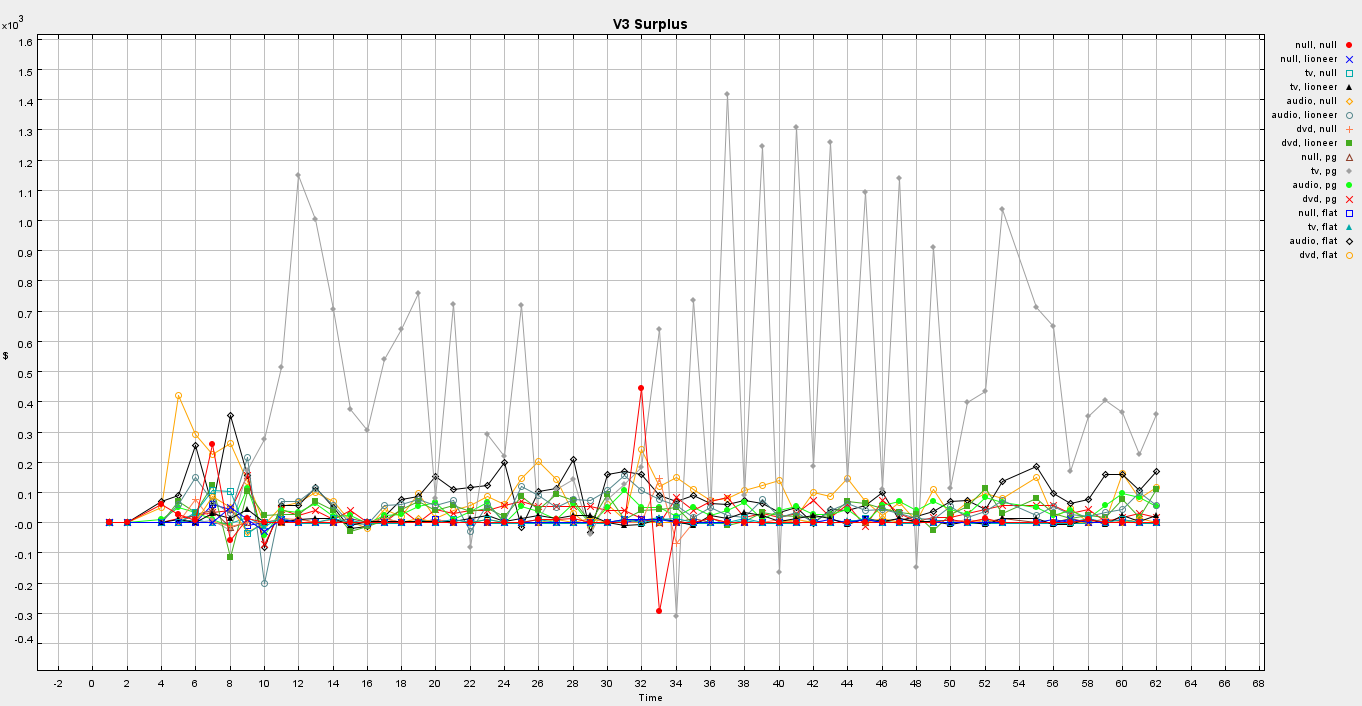 V3 Surplus
×10³
1.6
1.5
1.4
1.3
1.2
1.1
1.0
0.9
0.8
0.7
0.6
0.5
0.4
0.3
0.2
0.1
-0.0
-0.1
-0.2
-0.3
-0.4
$
-2 0 2 4 6 8 10 12 14 16 18 20 22 24 26 28 30 32 34 36 38 40 42 44 46 48 50 52 54 56 58 60 62 64 66 68
Time
null, null
null, lioneer
tv, null
tv, lioneer
audio, null
audio, lioneer
dvd, null
dvd, lioneer
null, pg
tv, pg
audio, pg
dvd, pg
null, flat
tv, flat
audio, flat
dvd, flat